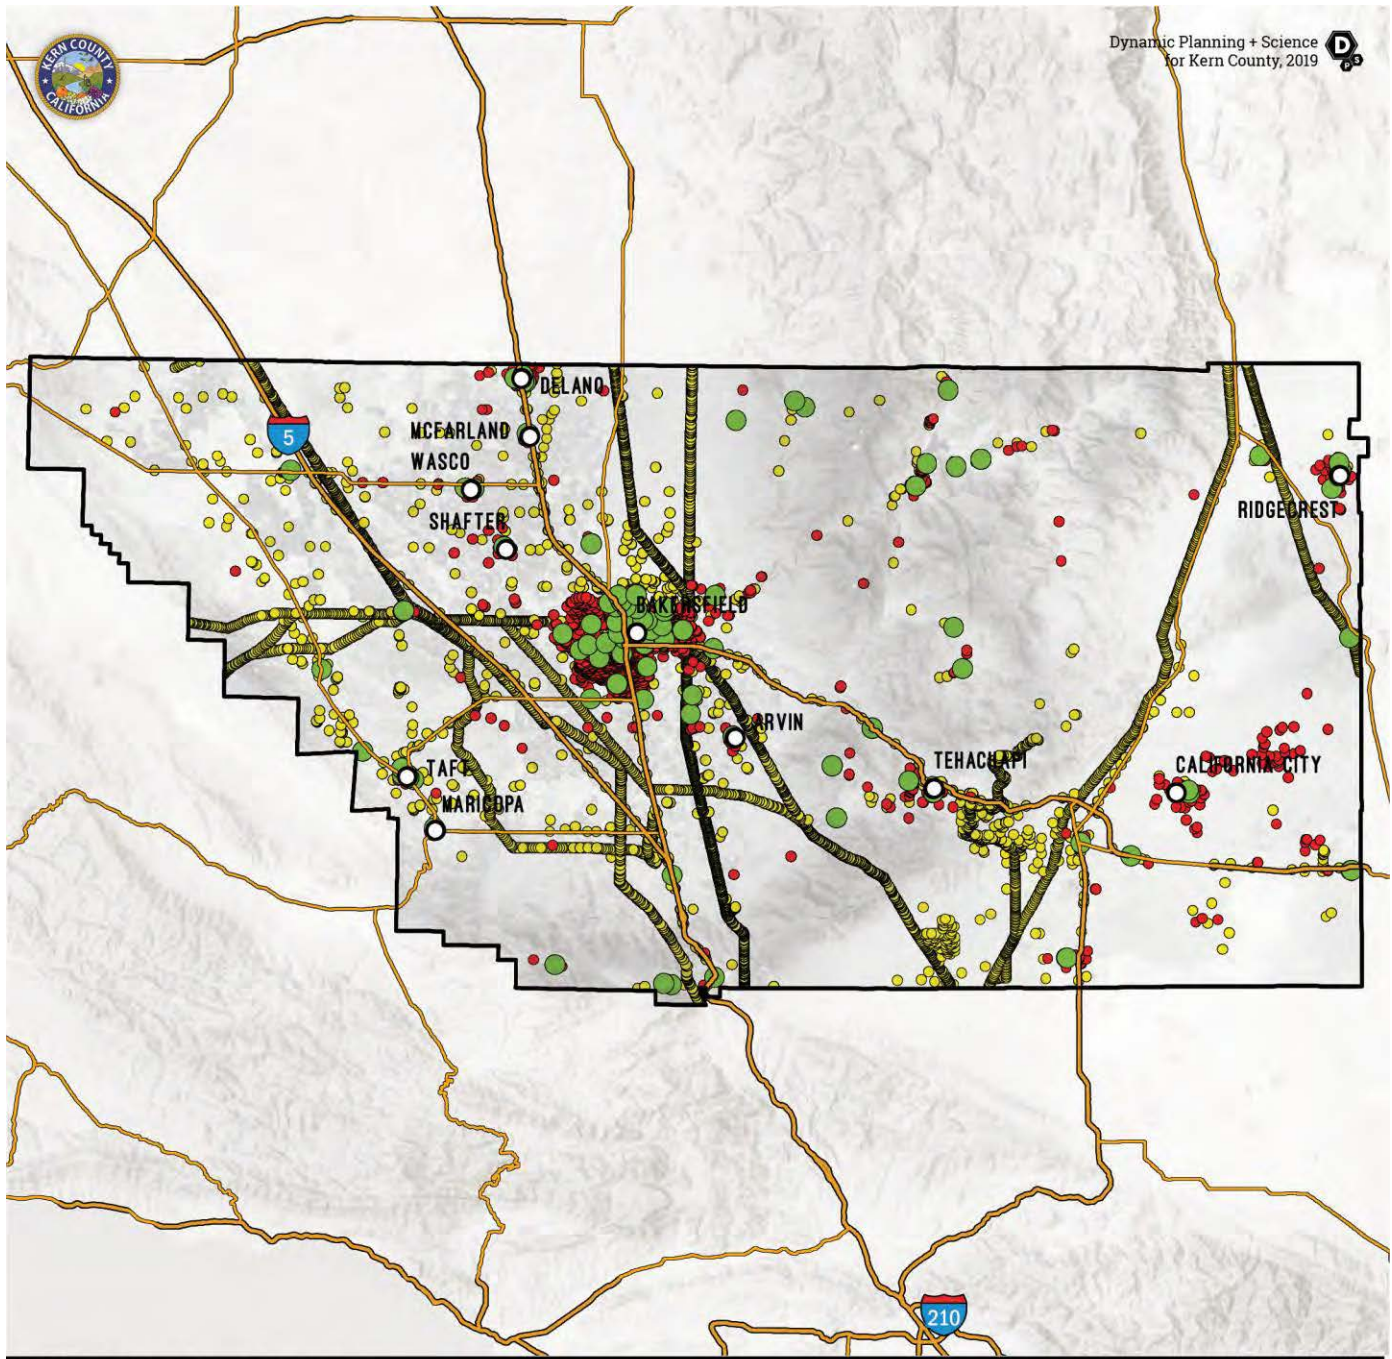 KERN COUNTY
CALIFORNIA
Dynamic Planning + Science
for Kern County, 2019
D
P S
DELANO
5
MCFARLAND
WASCO
SHAFTER
RIDGECREST
BAKERSFIELD
ARVIN
TEHACHAPI
CALIFORNIA CITY
TAFT
MARICOPA
210